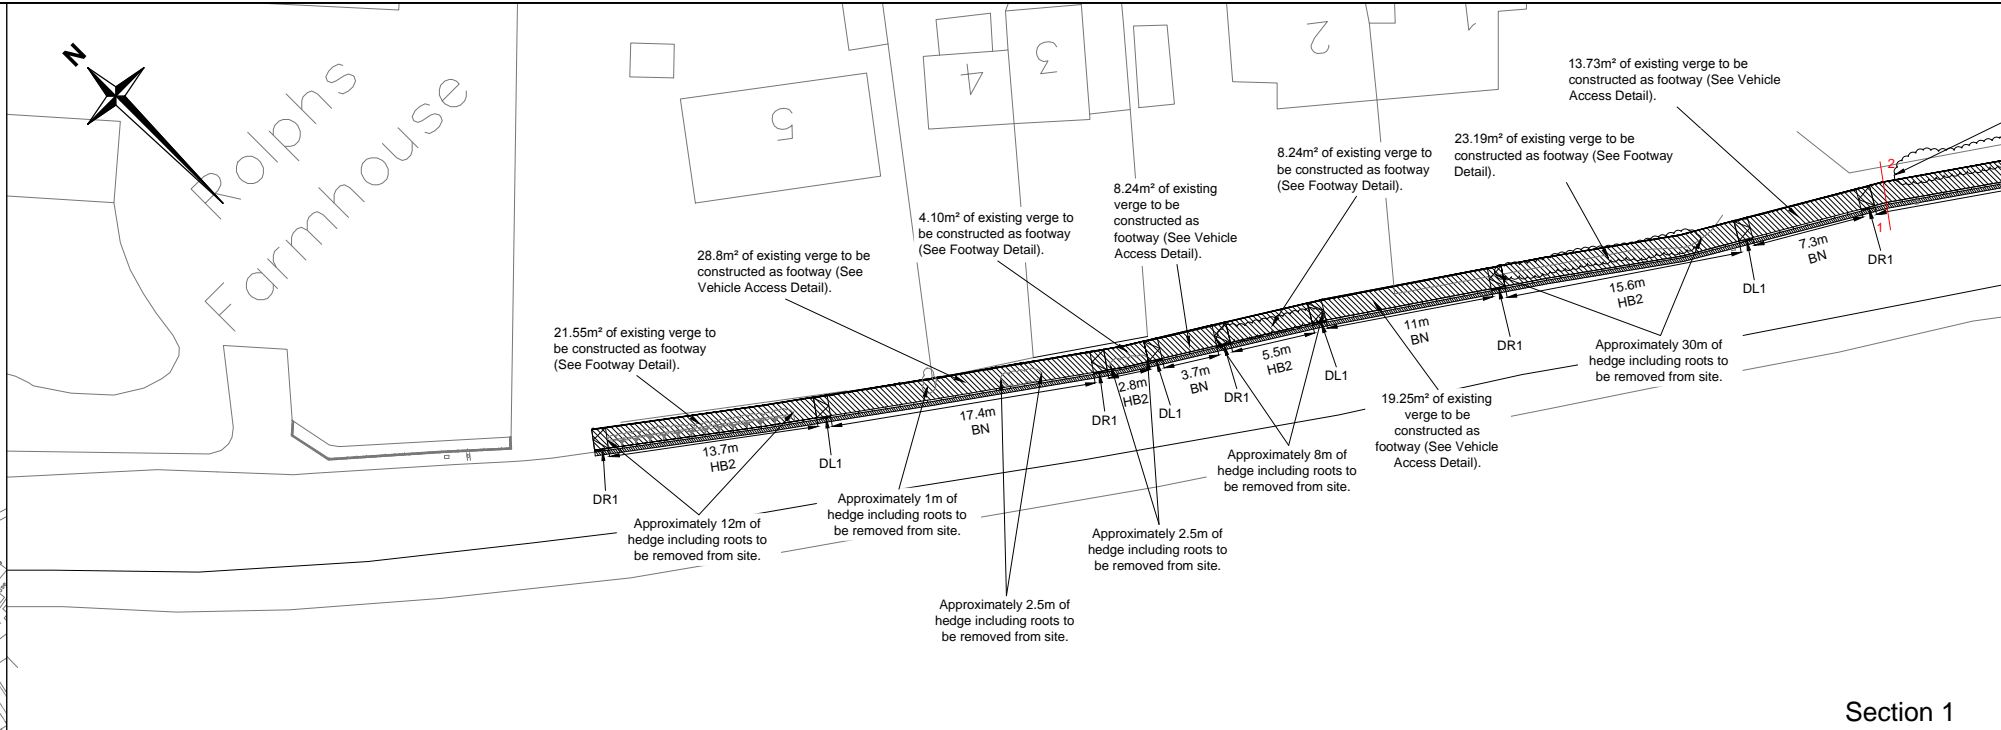 N
Rolphs
Farmhouse
5
4
3
2
1
13.73m² of existing verge to be
constructed as footway (See Vehicle
Access Detail).
23.19m² of existing verge to be
constructed as footway (See Footway
Detail).
8.24m² of existing verge to
be constructed as footway
(See Footway Detail).
8.24m² of existing
verge to be
constructed as
footway (See Vehicle
Access Detail).
4.10m² of existing verge to
be constructed as footway
(See Footway Detail).
28.8m² of existing verge to be
constructed as footway (See
Vehicle Access Detail).
21.55m² of existing verge to
be constructed as footway
(See Footway Detail).
13.7m
HB2
17.4m
BN
2.8m
HB2
3.7m
BN
5.5m
HB2
11m
BN
15.6m
HB2
7.3m
BN
2
1
DR1
DL1
DR1
DL1
DR1
DL1
DR1
DL1
DR1
Approximately 12m of
hedge including roots to
be removed from site.
Approximately 1m of
hedge including roots to
be removed from site.
Approximately 2.5m of
hedge including roots to
be removed from site.
Approximately 2.5m of
hedge including roots to
be removed from site.
Approximately 8m of
hedge including roots to
be removed from site.
19.25m² of existing
verge to be
constructed as
footway (See Vehicle
Access Detail).
Approximately 30m of
hedge including roots to
be removed from site.
Section 1